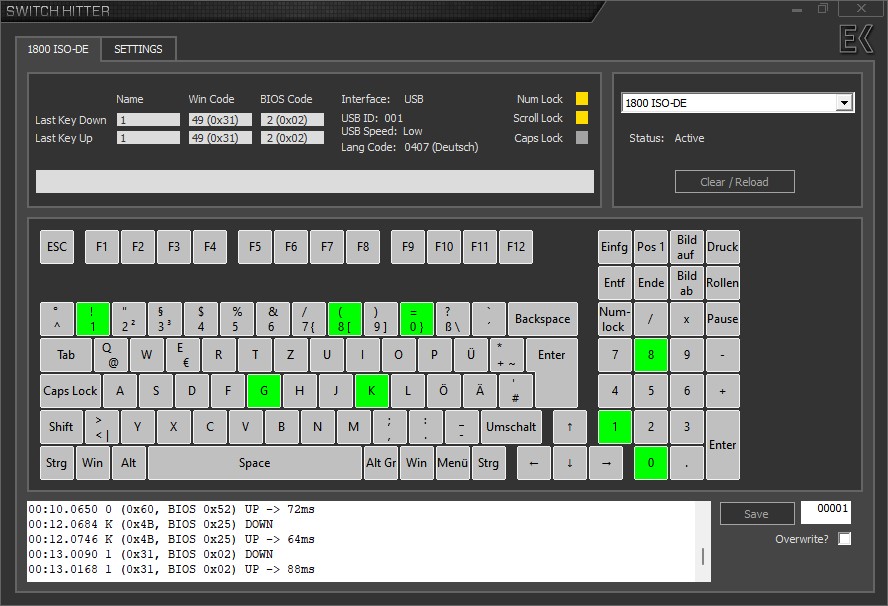 SWITCH HITTER
1800 ISO-DE SETTINGS
EK
Name Win Code BIOS Code Interface: USB Num Lock
Last Key Down 1 49 (0x31) 2 (0x02) USB ID: 001 Scroll Lock
Last Key Up 1 49 (0x31) 2 (0x02) USB Speed: Low Caps Lock
Lang Code: 0407 (Deutsch)
1800 ISO-DE
Status: Active
Clear / Reload
ESC F1 F2 F3 F4 F5 F6 F7 F8 F9 F10 F11 F12 Einfg Pos 1 Bild auf Druck
Entf Ende Bild ab Rollen
° ! " § $ % & / ( ) = ? `
^ 1 2 ² 3 ³ 4 5 6 7 { 8 [ 9 ] 0 } ß \ ´ Backspace Num-lock / x Pause
Tab Q @ W E € R T Z U I O P Ü * + ~ Enter 7 8 9 -
Caps Lock A S D F G H J K L Ö Ä ' # 4 5 6 +
Shift > < | Y X C V B N M ; , : . _ - Umschalt ↑ 1 2 3 Enter
Strg Win Alt Space Alt Gr Win Menü Strg ← ↓ → 0 .
00:10.0650 0 (0x60, BIOS 0x52) UP -> 72ms
00:12.0684 K (0x4B, BIOS 0x25) DOWN
00:12.0746 K (0x4B, BIOS 0x25) UP -> 64ms
00:13.0090 1 (0x31, BIOS 0x02) DOWN
00:13.0168 1 (0x31, BIOS 0x02) UP -> 88ms
Save 00001
Overwrite?